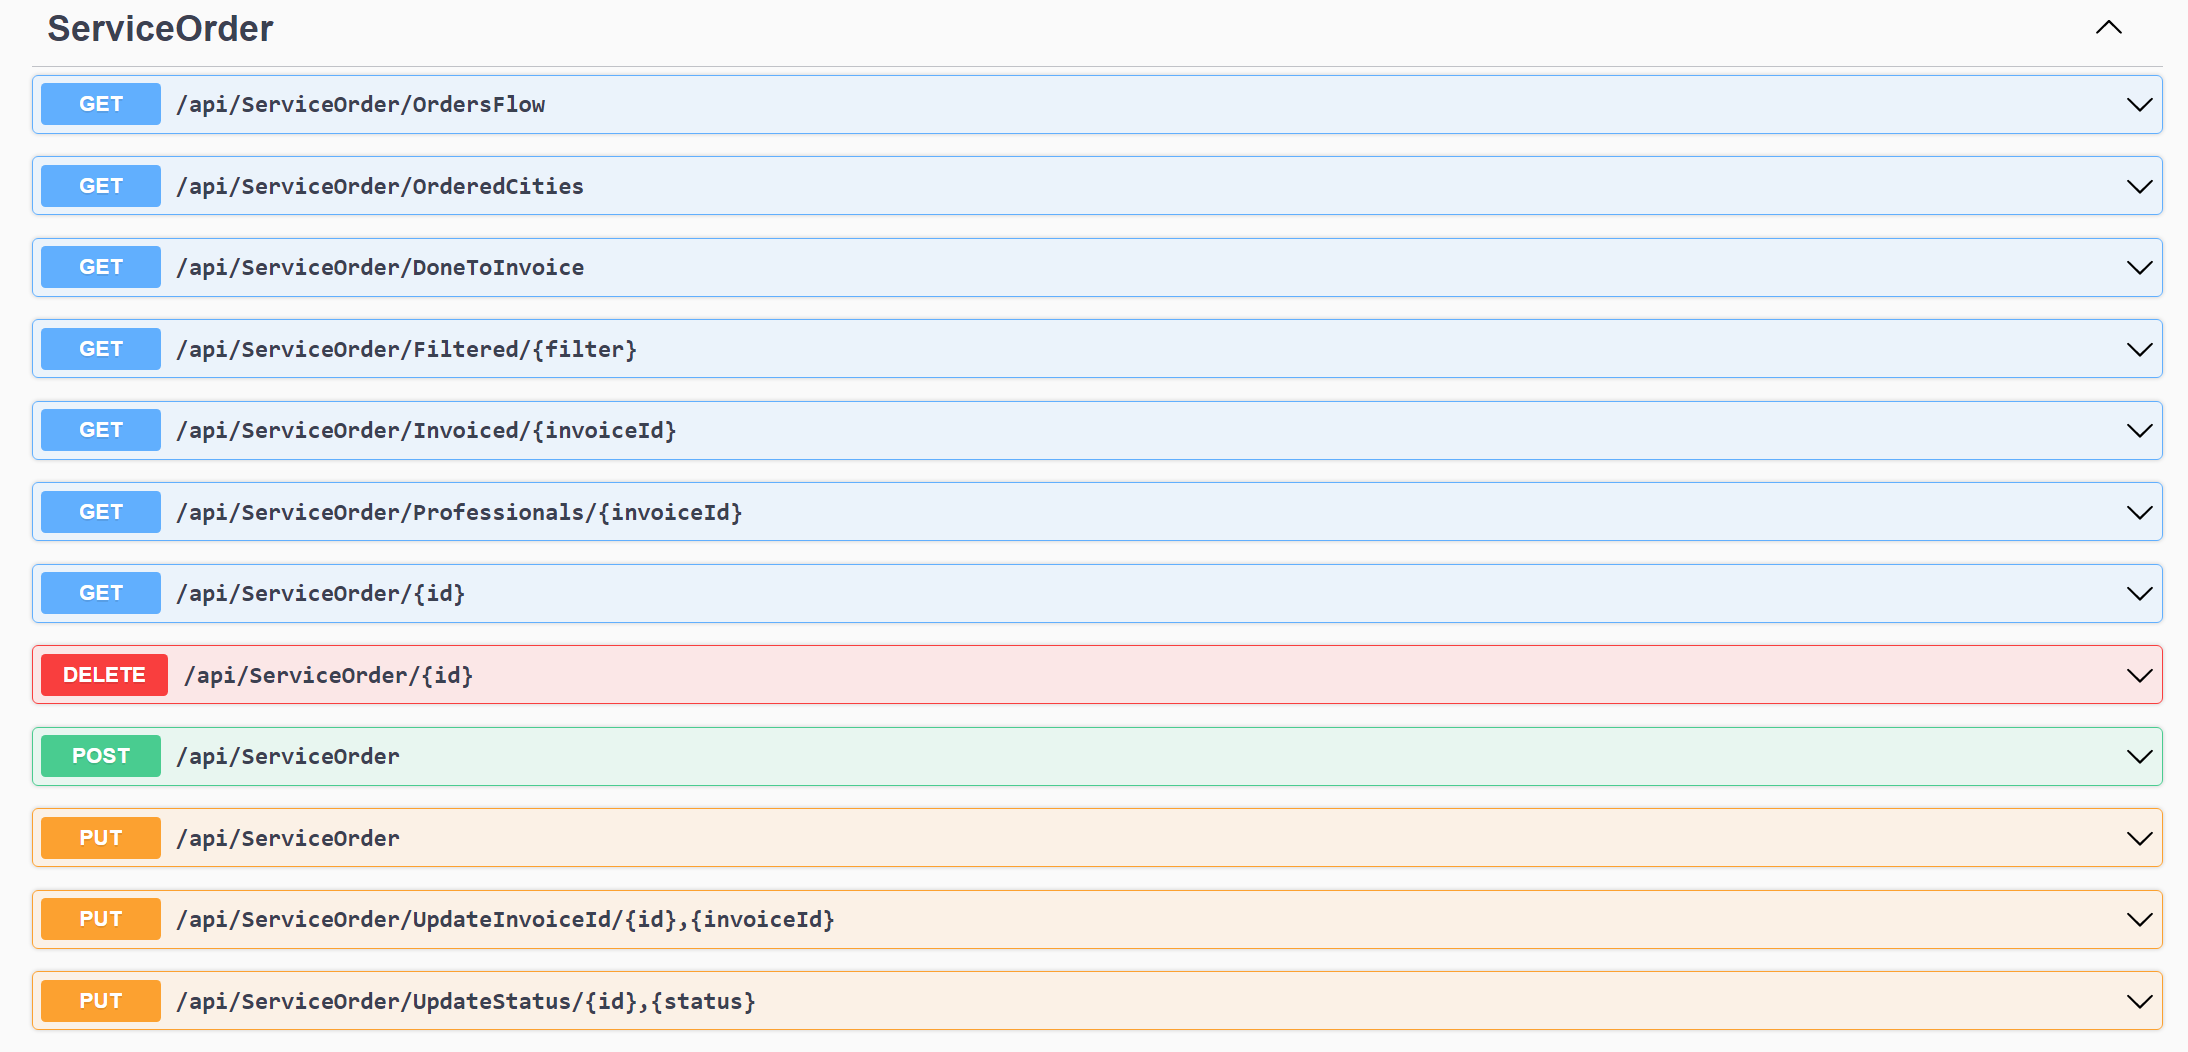 ServiceOrder
GET /api/ServiceOrder/OrdersFlow
GET /api/ServiceOrder/OrderedCities
GET /api/ServiceOrder/DoneToInvoice
GET /api/ServiceOrder/Filtered/{filter}
GET /api/ServiceOrder/Invoiced/{invoiceId}
GET /api/ServiceOrder/Professionals/{invoiceId}
GET /api/ServiceOrder/{id}
DELETE /api/ServiceOrder/{id}
POST /api/ServiceOrder
PUT /api/ServiceOrder
PUT /api/ServiceOrder/UpdateInvoiceId/{id},{invoiceId}
PUT /api/ServiceOrder/UpdateStatus/{id},{status}